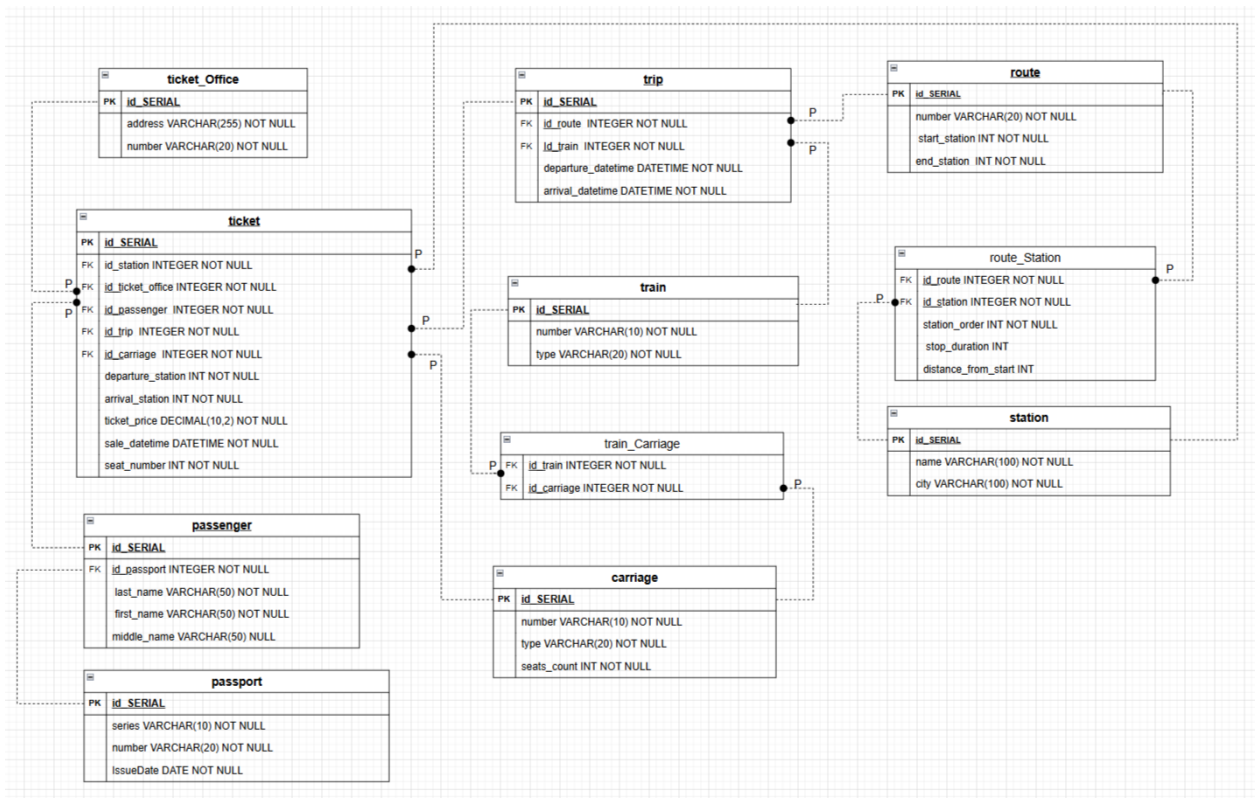 ticket_Office
PK id_SERIAL
address VARCHAR(255) NOT NULL
number VARCHAR(20) NOT NULL
ticket
PK id_SERIAL
FK id_station INTEGER NOT NULL
FK id_ticket_office INTEGER NOT NULL
FK id_passenger INTEGER NOT NULL
FK id_trip INTEGER NOT NULL
FK id_carriage INTEGER NOT NULL
departure_station INT NOT NULL
arrival_station INT NOT NULL
ticket_price DECIMAL(10,2) NOT NULL
sale_datetime DATETIME NOT NULL
seat_number INT NOT NULL
P
P
P
P
P
passenger
PK id_SERIAL
FK id_passport INTEGER NOT NULL
last_name VARCHAR(50) NOT NULL
first_name VARCHAR(50) NOT NULL
middle_name VARCHAR(50) NULL
passport
PK id_SERIAL
series VARCHAR(10) NOT NULL
number VARCHAR(20) NOT NULL
IssueDate DATE NOT NULL
trip
PK id_SERIAL
FK id_route INTEGER NOT NULL
FK Id_train INTEGER NOT NULL
departure_datetime DATETIME NOT NULL
arrival_datetime DATETIME NOT NULL
P
P
train
PK id_SERIAL
number VARCHAR(10) NOT NULL
type VARCHAR(20) NOT NULL
train_Carriage
P FK id_train INTEGER NOT NULL
FK id_carriage INTEGER NOT NULL P
carriage
PK id_SERIAL
number VARCHAR(10) NOT NULL
type VARCHAR(20) NOT NULL
seats_count INT NOT NULL
route
PK id_SERIAL
number VARCHAR(20) NOT NULL
start_station INT NOT NULL
end_station INT NOT NULL
route_Station
FK id_route INTEGER NOT NULL P
P FK id_station INTEGER NOT NULL
station_order INT NOT NULL
stop_duration INT
distance_from_start INT
station
PK id_SERIAL
name VARCHAR(100) NOT NULL
city VARCHAR(100) NOT NULL